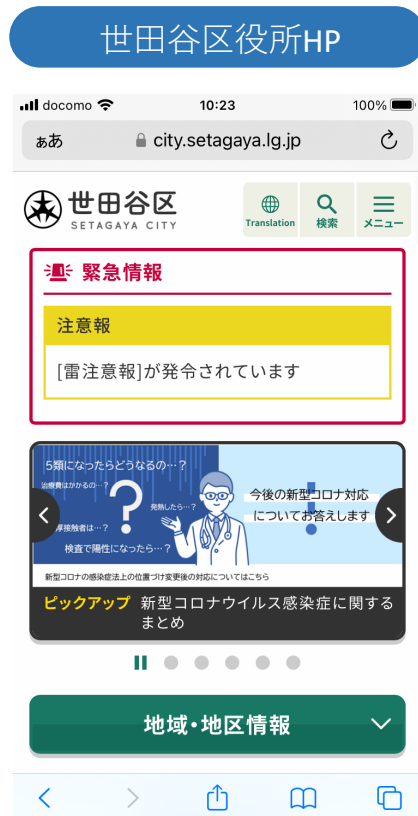 世田谷区役所HP
docomo 10:23 100%
ぁあ city.setagaya.lg.jp
世田谷区
SETAGAYA CITY
Translation 検索 メニュー
緊急情報
注意報
[雷注意報]が発令されています
5類になったらどうなるの…？
治療費はかかるの…？
発熱したら…？
厚接触者は…？
検査で陽性になったら…？
今後の新型コロナ対応
についてお答えします
新型コロナの感染症法上の位置づけ変更後の対応についてはこちら
ピックアップ 新型コロナウイルス感染症に関する
まとめ
地域・地区情報